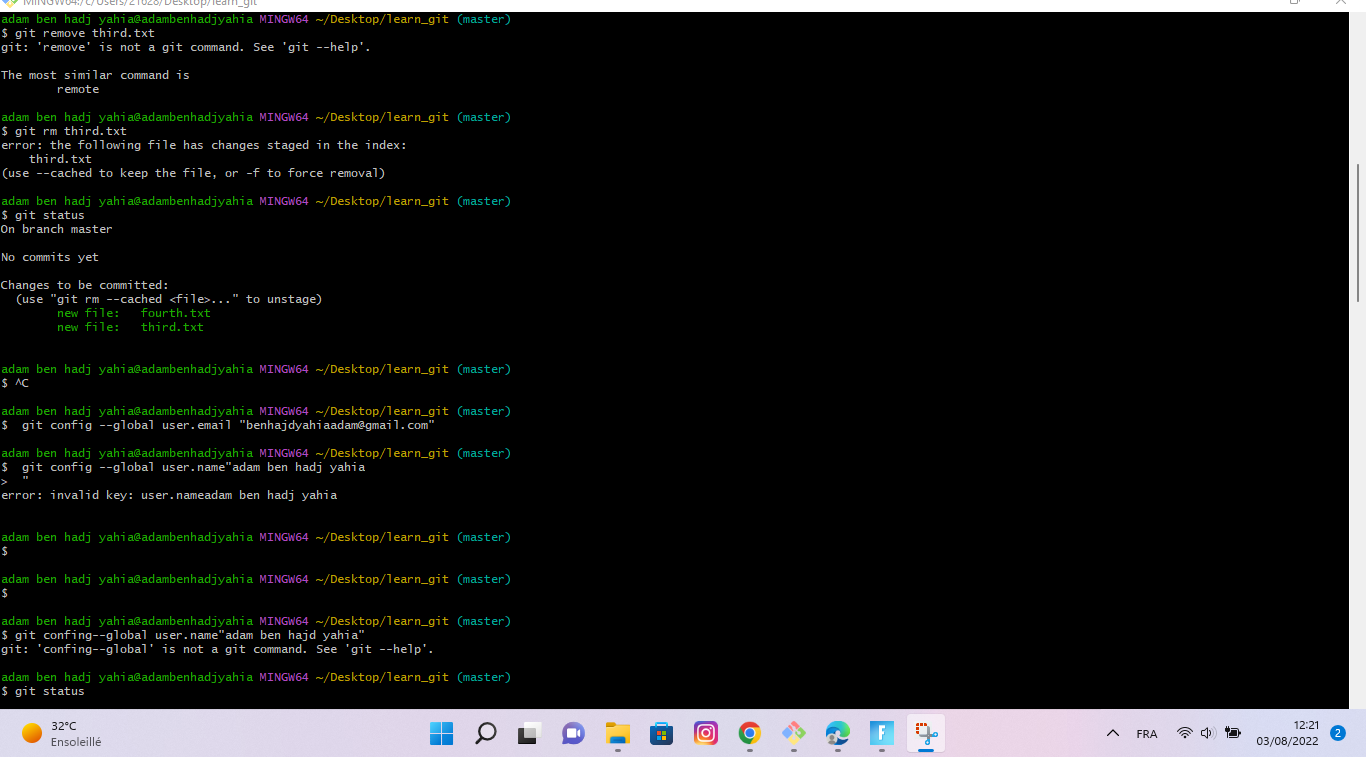 MINGW64:/c/Users/21628/Desktop/learn_git
adam ben hadj yahia@adambenhadjyahia MINGW64 ~/Desktop/learn_git (master)
$ git remove third.txt
git: 'remove' is not a git command. See 'git --help'.
The most similar command is
remote
adam ben hadj yahia@adambenhadjyahia MINGW64 ~/Desktop/learn_git (master)
$ git rm third.txt
error: the following file has changes staged in the index:
third.txt
(use --cached to keep the file, or -f to force removal)
adam ben hadj yahia@adambenhadjyahia MINGW64 ~/Desktop/learn_git (master)
$ git status
On branch master
No commits yet
Changes to be committed:
(use "git rm --cached <file>..." to unstage)
new file:   fourth.txt
new file:   third.txt
adam ben hadj yahia@adambenhadjyahia MINGW64 ~/Desktop/learn_git (master)
$ ^C
adam ben hadj yahia@adambenhadjyahia MINGW64 ~/Desktop/learn_git (master)
$  git config --global user.email "benhajdyahiaadam@gmail.com"
adam ben hadj yahia@adambenhadjyahia MINGW64 ~/Desktop/learn_git (master)
$  git config --global user.name"adam ben hadj yahia
>  "
error: invalid key: user.nameadam ben hadj yahia
adam ben hadj yahia@adambenhadjyahia MINGW64 ~/Desktop/learn_git (master)
$
adam ben hadj yahia@adambenhadjyahia MINGW64 ~/Desktop/learn_git (master)
$
adam ben hadj yahia@adambenhadjyahia MINGW64 ~/Desktop/learn_git (master)
$ git confing--global user.name"adam ben hajd yahia"
git: 'confing--global' is not a git command. See 'git --help'.
adam ben hadj yahia@adambenhadjyahia MINGW64 ~/Desktop/learn_git (master)
$ git status
32°C
Ensoleillé
F
FRA
12:21
03/08/2022
2